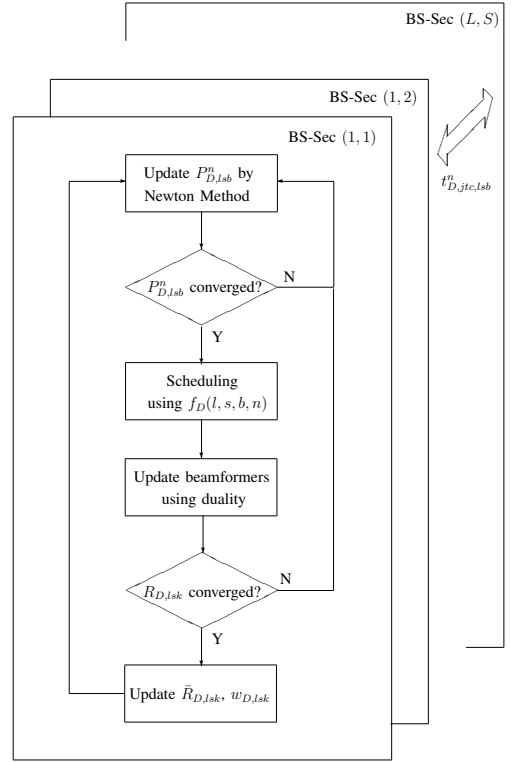 BS-Sec (L, S)
BS-Sec (1, 2)
BS-Sec (1, 1)
t^n_{D,jtc,lsb}
Update P^n_{D,lsb} by
Newton Method
P^n_{D,lsb} converged?
N
Y
Scheduling
using f_D(l, s, b, n)
Update beamformers
using duality
R_{D,lsk} converged?
N
Y
Update \bar{R}_{D,lsk}, w_{D,lsk}